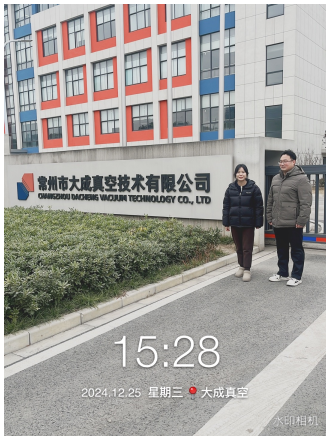 常州市大成真空技术有限公司
CHANGZHOU DACHENG VACUUM TECHNOLOGY CO., LTD
15:28
2024.12.25 星期三 大成真空
水印相机